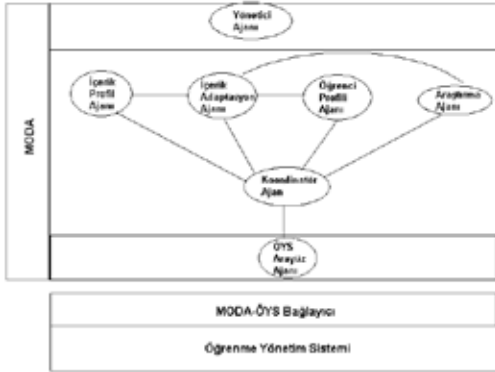 Yönetici
Ajanı
İçerik
Profil
Ajanı
İçerik
Adaptasyon
Ajanı
Öğrenci
Profili
Ajanı
Araştırma
Ajanı
MODA
Koordinatör
Ajan
ÖYS
Arayüz
Ajanı
MODA-ÖYS Bağlayıcı
Öğrenme Yönetim Sistemi